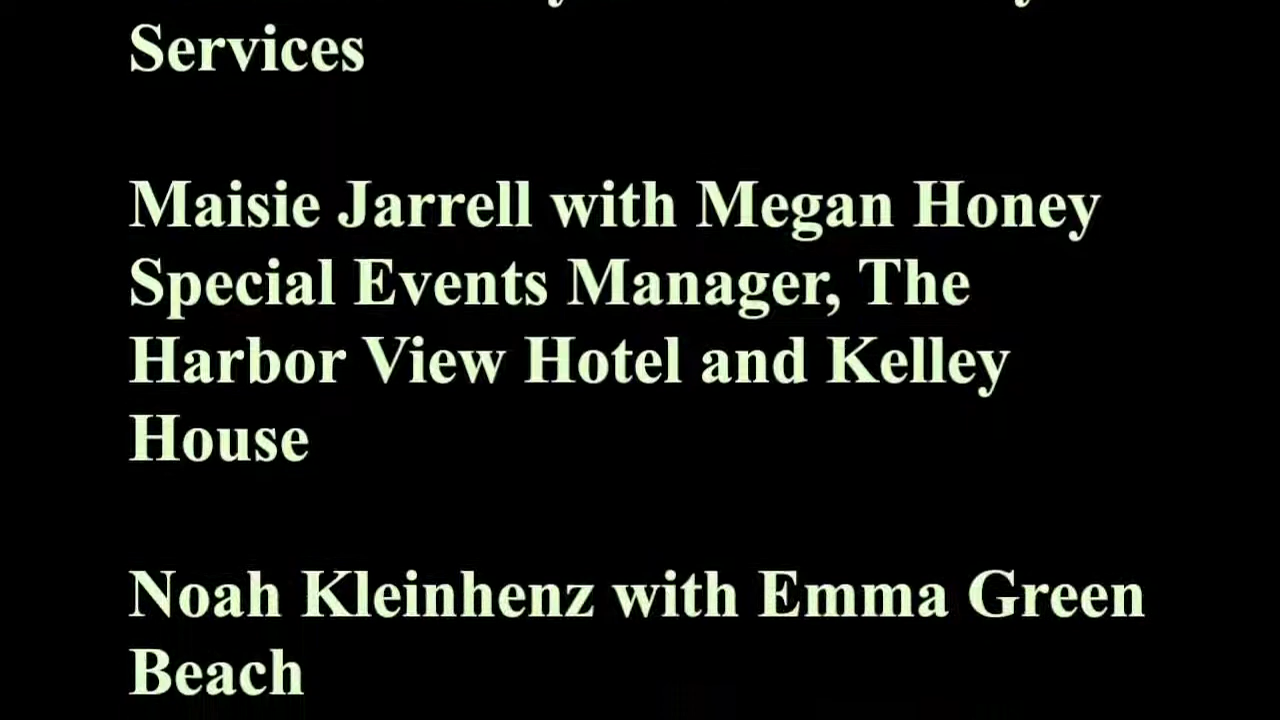 Services
Maisie Jarrell with Megan Honey
Special Events Manager, The
Harbor View Hotel and Kelley
House
Noah Kleinhenz with Emma Green
Beach